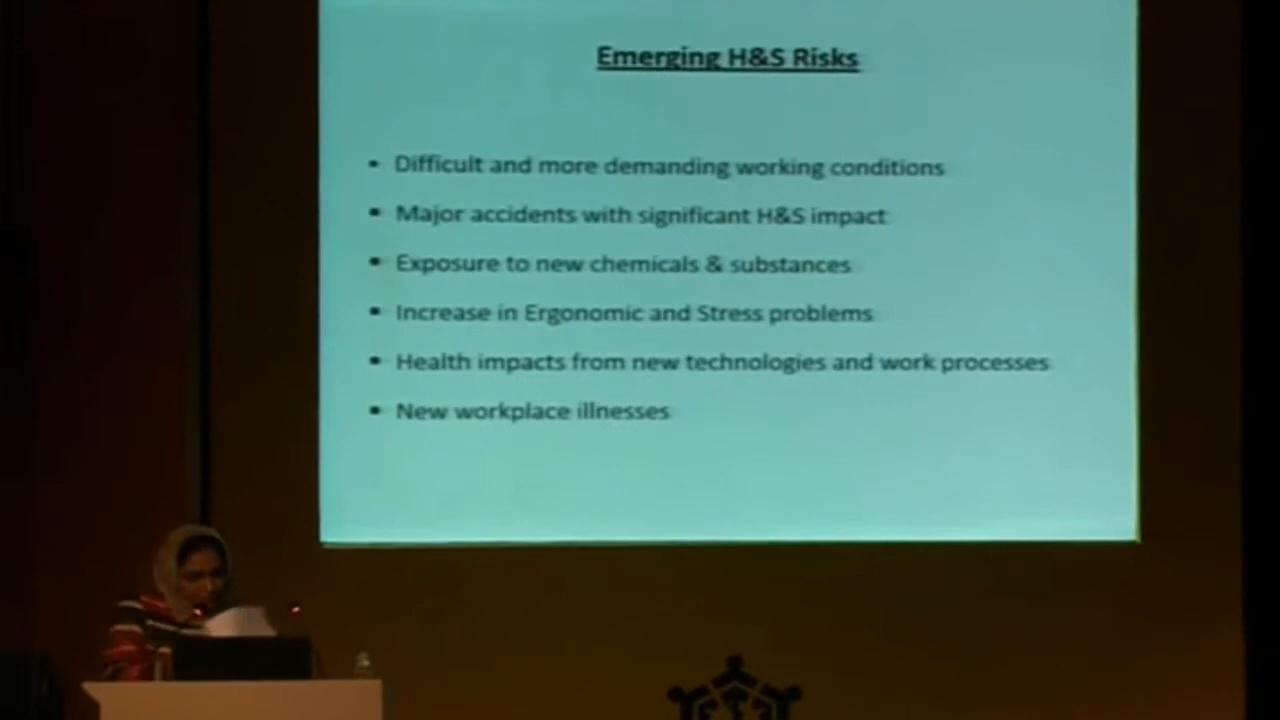 Emerging H&S Risks
▪ Difficult and more demanding working conditions
▪ Major accidents with significant H&S impact
▪ Exposure to new chemicals & substances
▪ Increase in Ergonomic and Stress problems
▪ Health impacts from new technologies and work processes
▪ New workplace illnesses